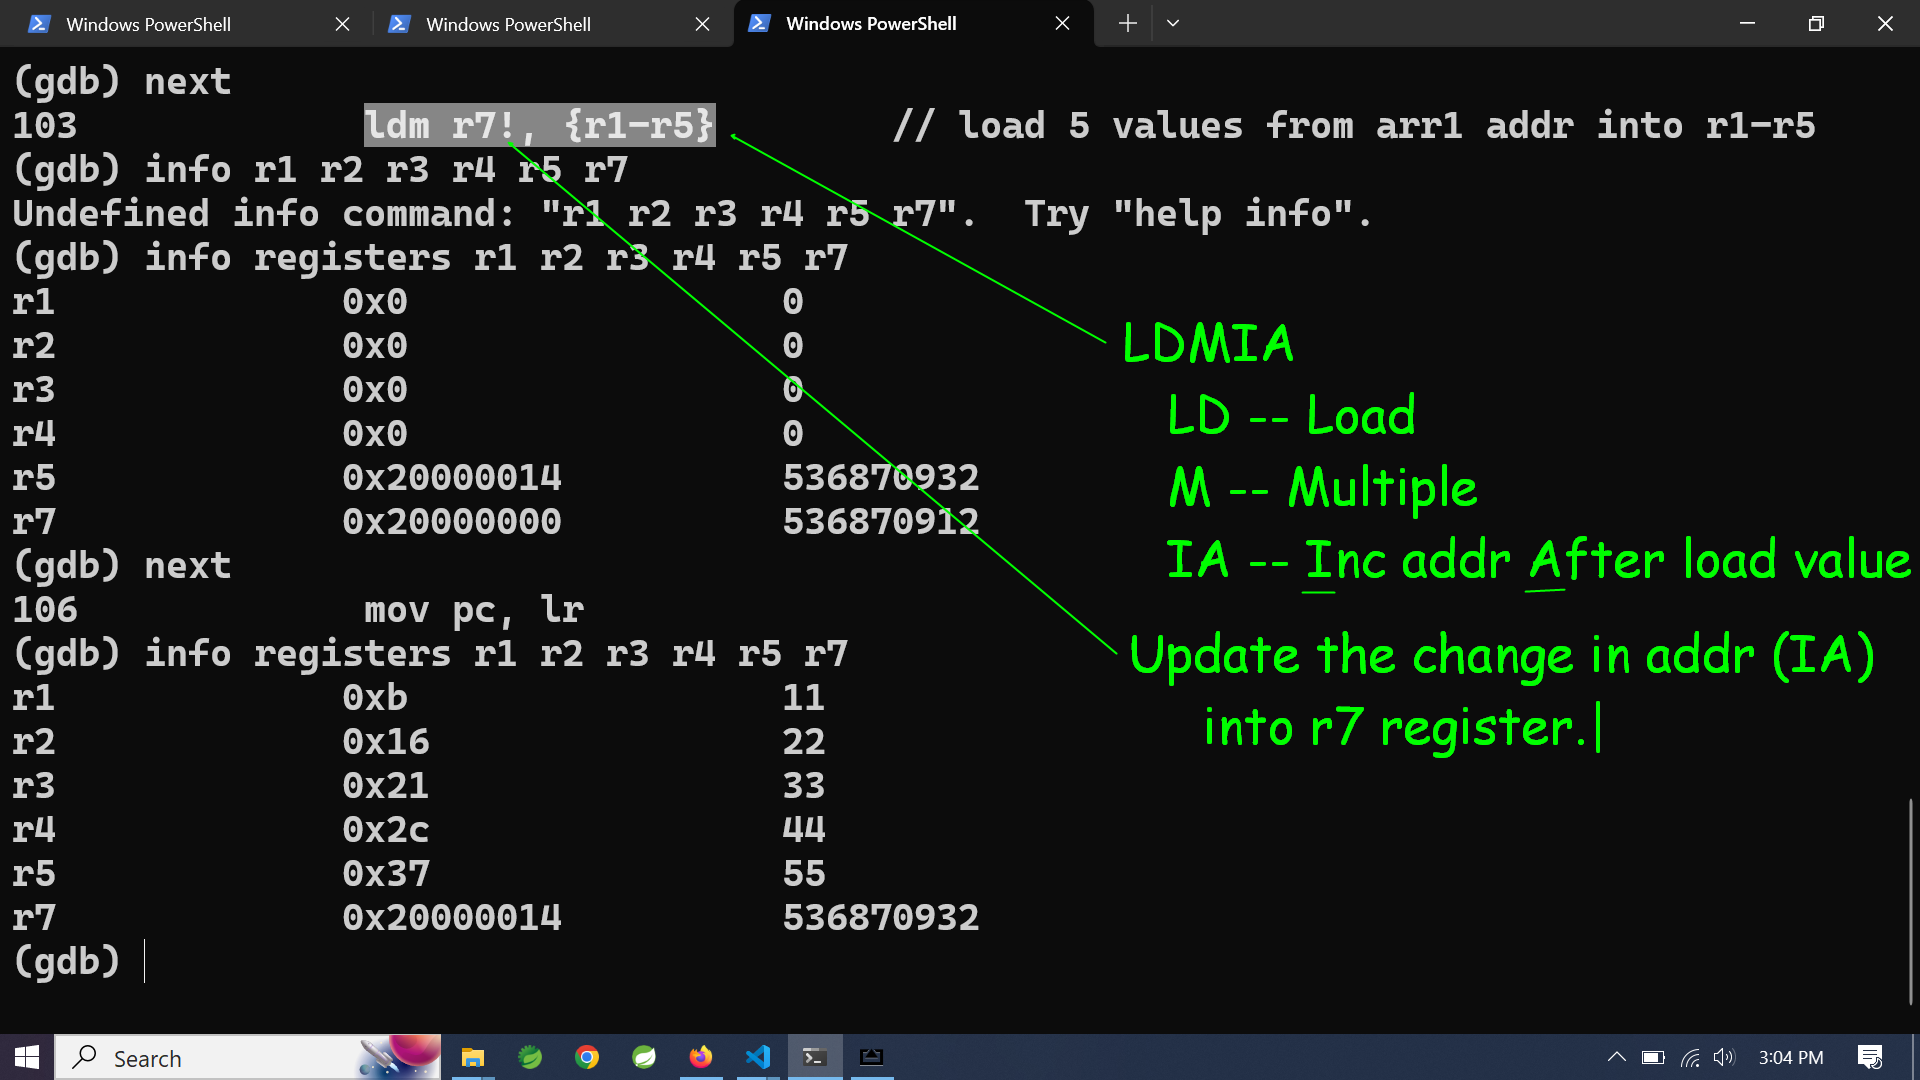 Windows PowerShell Windows PowerShell Windows PowerShell
(gdb) next
103 ldm r7!, {r1-r5} // load 5 values from arr1 addr into r1-r5
(gdb) info r1 r2 r3 r4 r5 r7
Undefined info command: "r1 r2 r3 r4 r5 r7". Try "help info".
(gdb) info registers r1 r2 r3 r4 r5 r7
r1 0x0 0
r2 0x0 0
r3 0x0 0
r4 0x0 0
r5 0x20000014 536870932
r7 0x20000000 536870912
(gdb) next
106 mov pc, lr
(gdb) info registers r1 r2 r3 r4 r5 r7
r1 0xb 11
r2 0x16 22
r3 0x21 33
r4 0x2c 44
r5 0x37 55
r7 0x20000014 536870932
(gdb)
LDMIA
LD -- Load
M -- Multiple
IA -- Inc addr After load value
Update the change in addr (IA)
into r7 register.
Search
3:04 PM